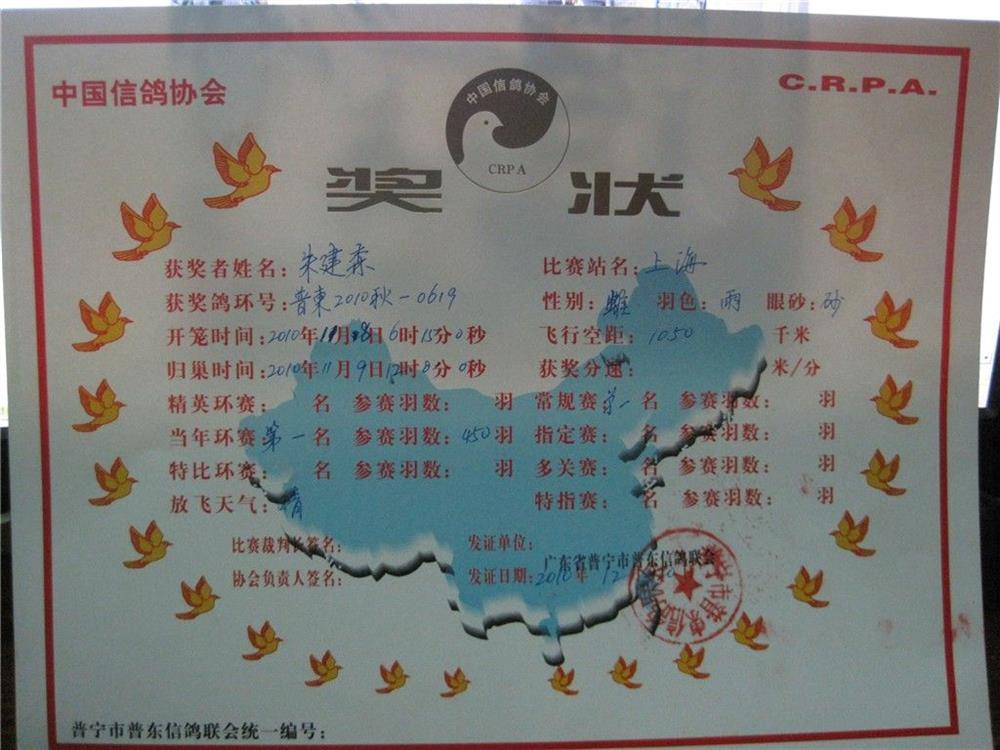 中国信鸽协会
C.R.P.A.
中国信鸽协会
CRPA
奖 状
获奖者姓名：朱建森 比赛站名：上海
获奖鸽环号：普東2010秋-0619 性别：雌 羽色：雨 眼砂：砂
开笼时间：2010年11月8日6时15分0秒 飞行空距：1050 千米
归巢时间：2010年11月9日12时8分0秒 获奖分速： 米/分
精英环赛： 名 参赛羽数： 羽 常规赛：第一名 参赛羽数： 羽
当年环赛：第一名 参赛羽数：450羽 指定赛： 名 参赛羽数： 羽
特比环赛： 名 参赛羽数： 羽 多关赛： 名 参赛羽数： 羽
放飞天气：晴 特指赛： 名 参赛羽数： 羽
比赛裁判长签名： 发证单位：广东省普宁市普东信鸽联会
协会负责人签名： 发证日期：2010年12
普宁市普东信鸽联会统一编号：